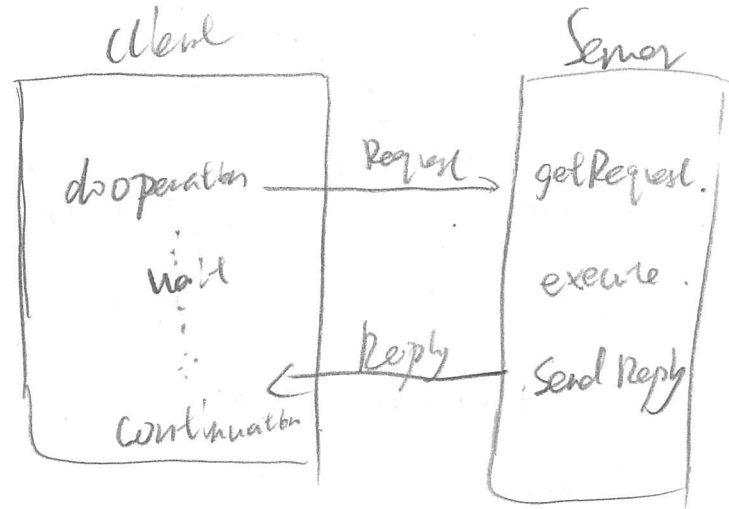 Client
Server
Request
dooperation
getRequest.
wait
execute.
Reply
Send Reply
continuation